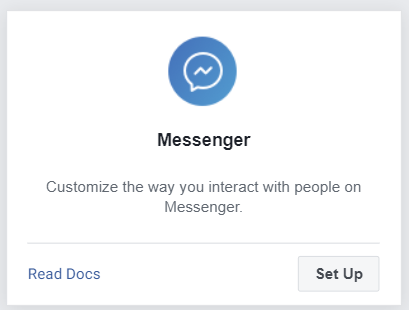 Messenger
Customize the way you interact with people on
Messenger.
Read Docs
Set Up